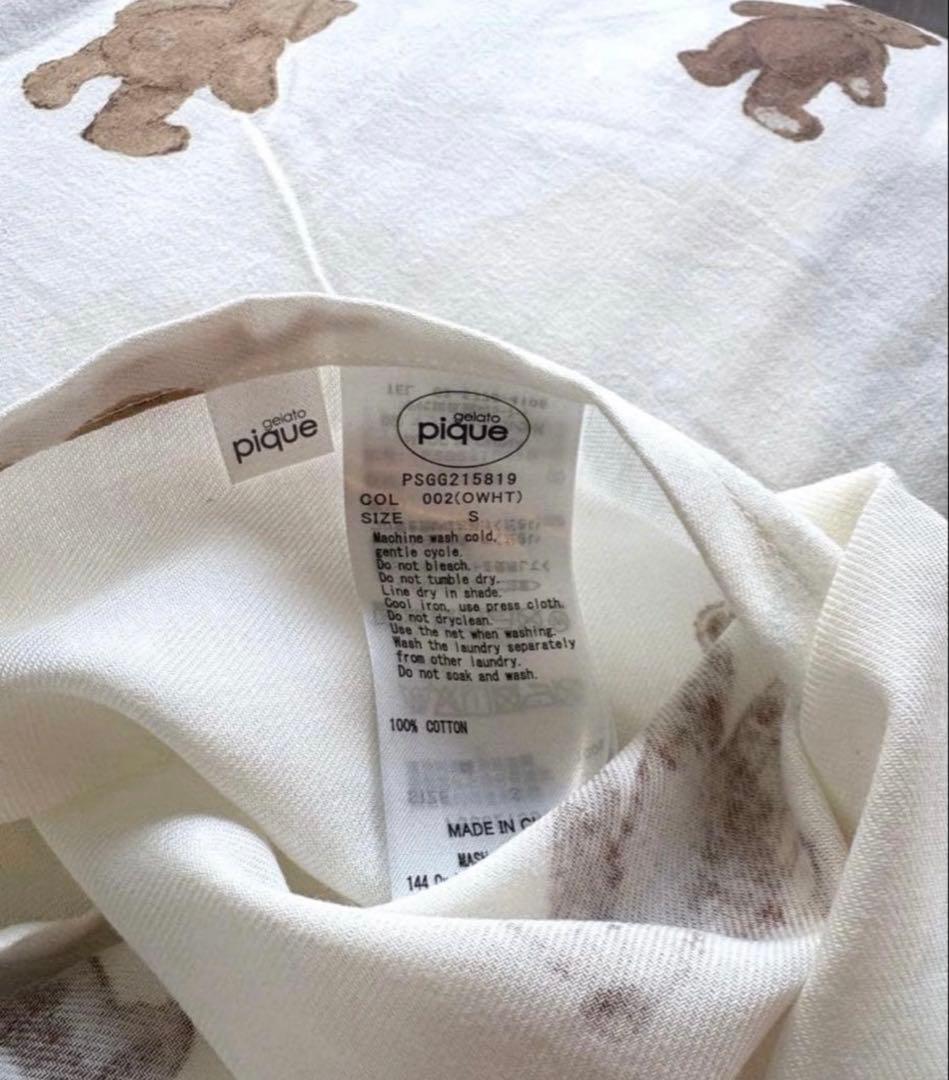 gelato
pique
gelato
pique
PSGG215819
COL 002(OWHT)
SIZE S
Machine wash cold,
gentle cycle.
Do not bleach.
Do not tumble dry.
Line dry in shade.
Cool iron, use press cloth.
Do not dryclean.
Use the net when washing.
Wash the laundry separately
from other laundry.
Do not soak and wash.
100% COTTON
MADE IN
MASH
144